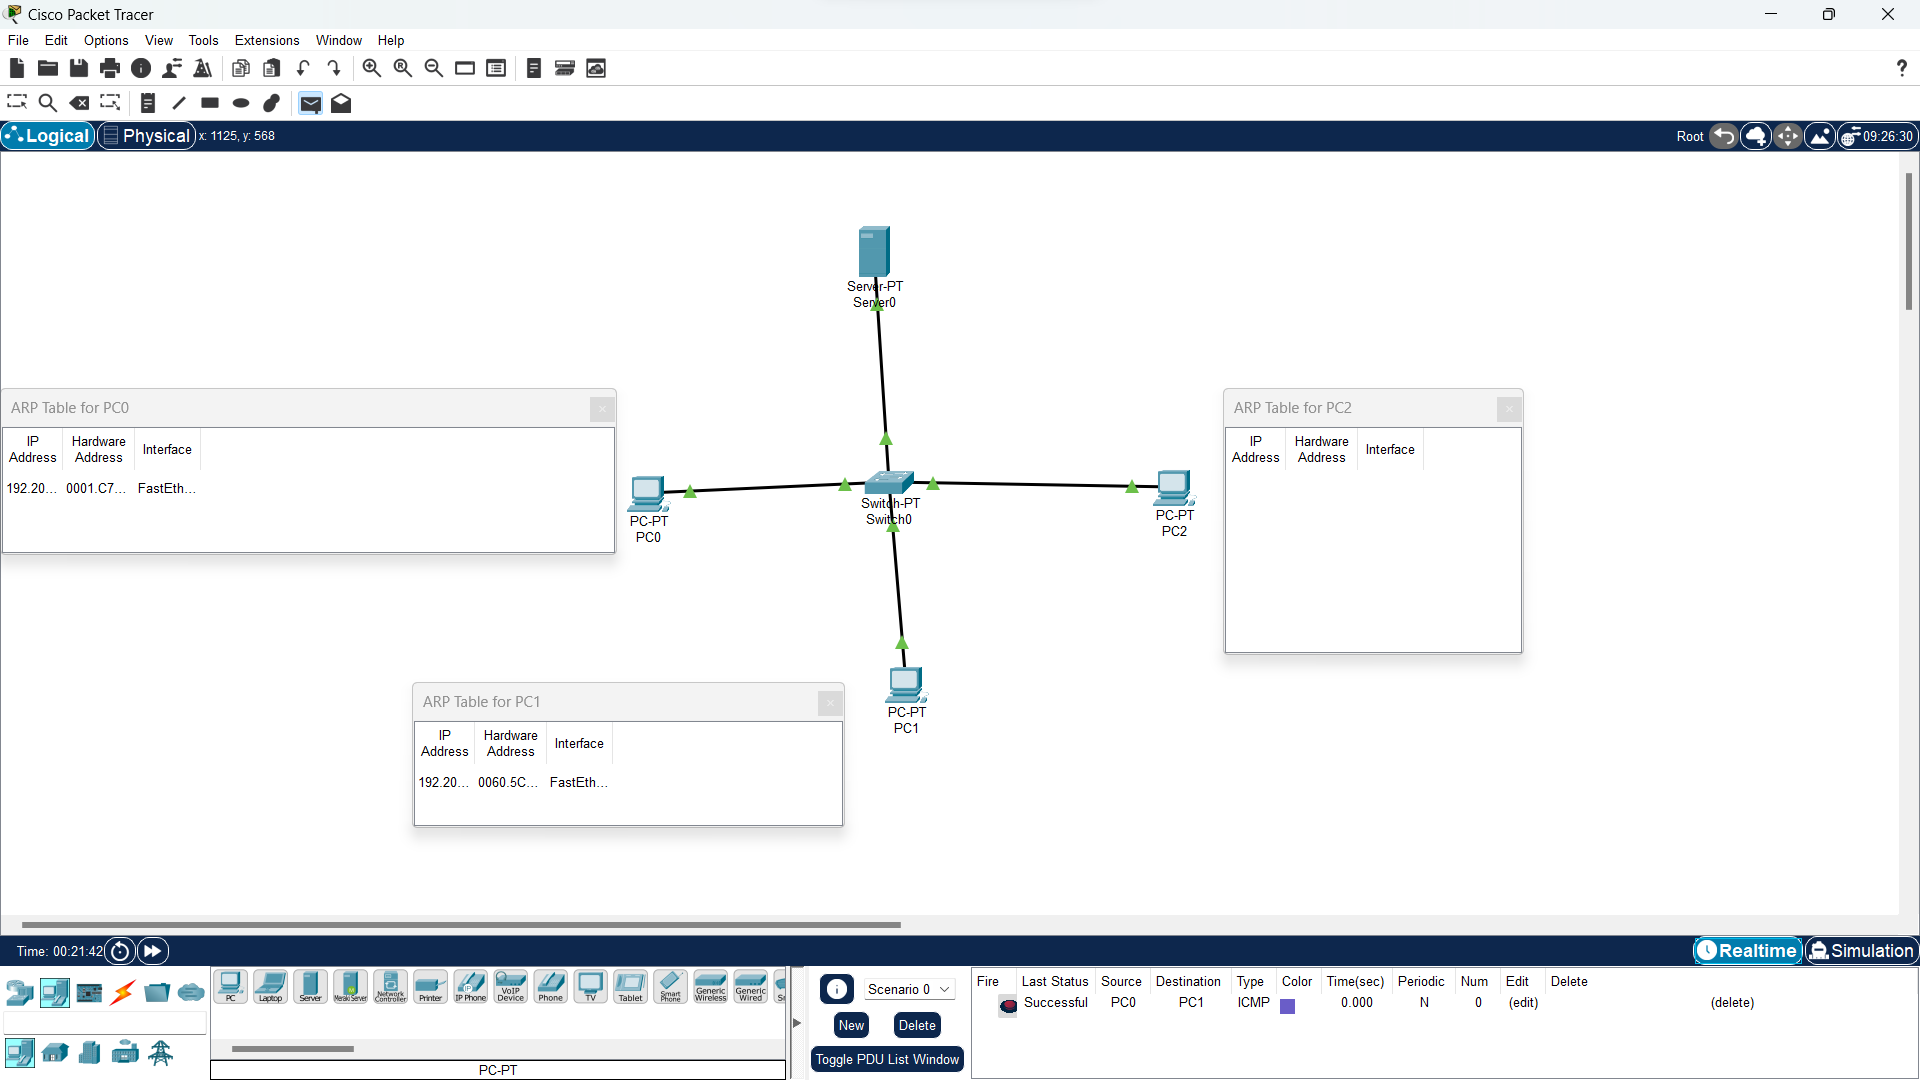 Cisco Packet Tracer
File Edit Options View Tools Extensions Window Help
?
Logical Physical x: 1125, y: 568 Root 09:26:30
Server-PT
Server0
ARP Table for PC0
IP Address Hardware Address Interface
192.20... 0001.C7... FastEth...
PC-PT
PC0
Switch-PT
Switch0
PC-PT
PC2
ARP Table for PC2
IP Address Hardware Address Interface
ARP Table for PC1
IP Address Hardware Address Interface
192.20... 0060.5C... FastEth...
PC-PT
PC1
Time: 00:21:42 Realtime Simulation
PC Laptop Server Meraki Server Network Controller Printer IP Phone VoIP Device Phone TV Tablet Smart Phone Generic Wireless Generic Wired
PC-PT
Scenario 0
New Delete
Toggle PDU List Window
Fire Last Status Source Destination Type Color Time(sec) Periodic Num Edit Delete
Successful PC0 PC1 ICMP 0.000 N 0 (edit) (delete)